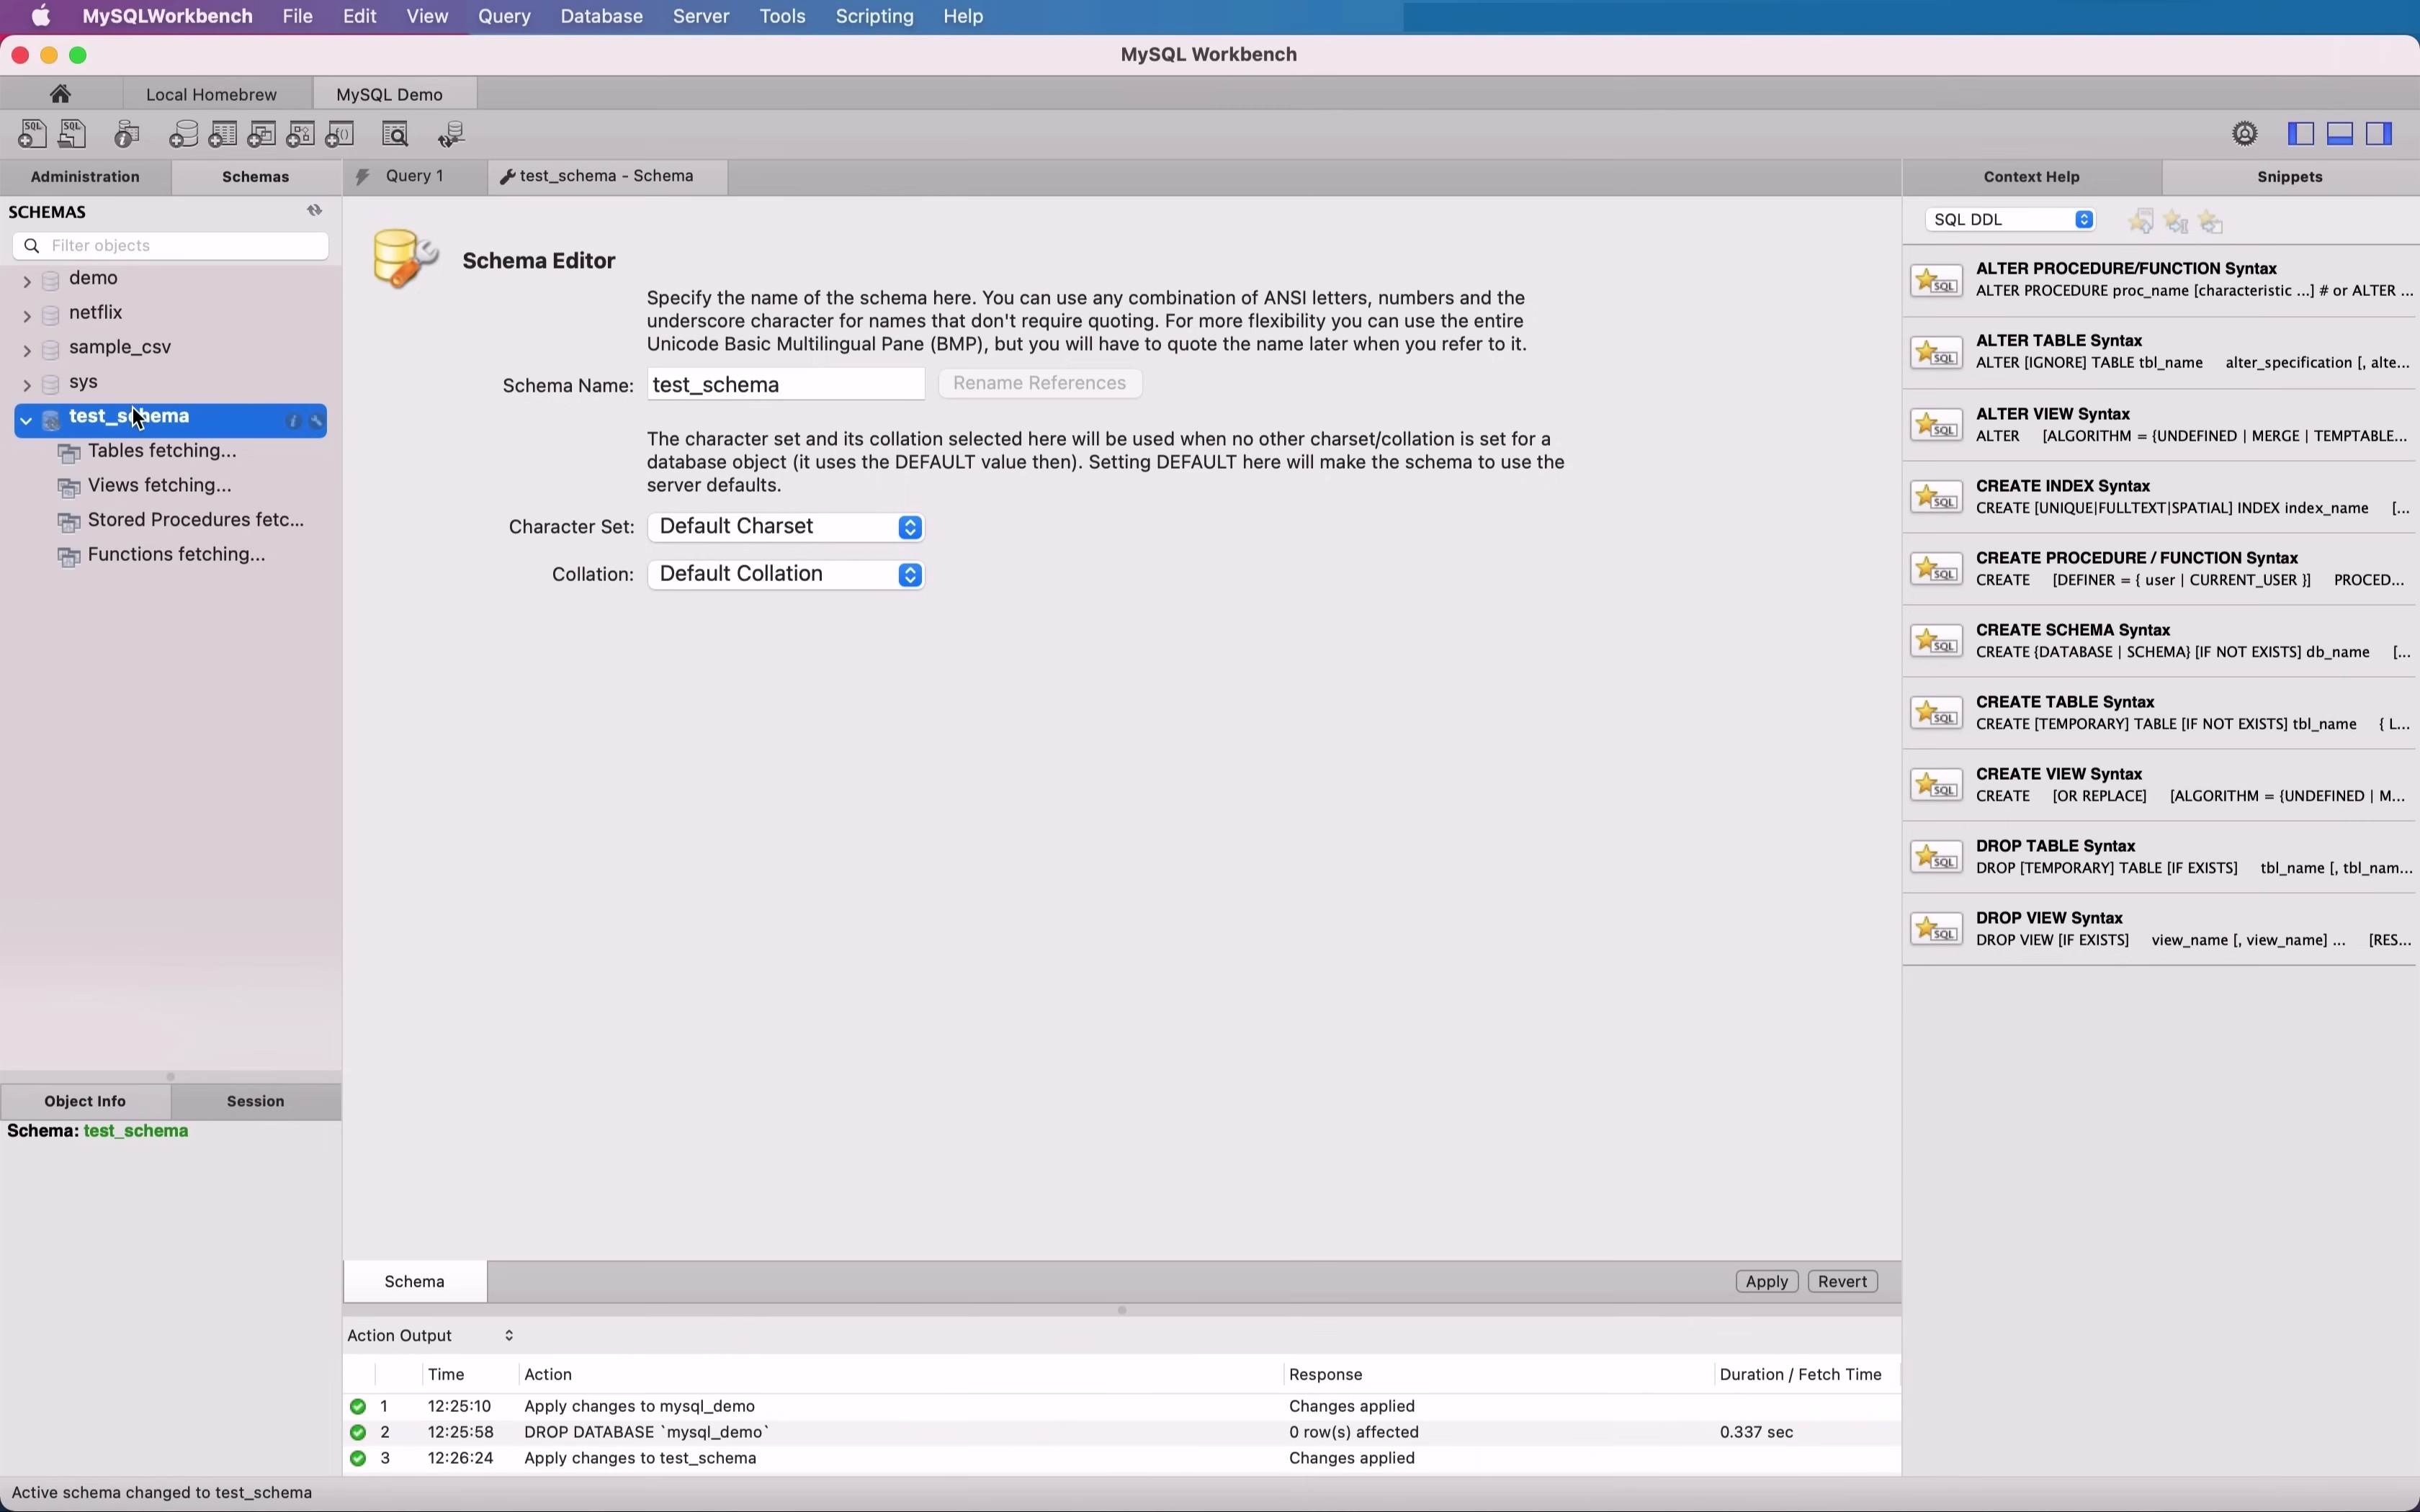 MySQLWorkbench File Edit View Query Database Server Tools Scripting Help
MySQL Workbench
Local Homebrew MySQL Demo
Administration Schemas
SCHEMAS
Filter objects
demo
netflix
sample_csv
sys
test_schema
Tables fetching...
Views fetching...
Stored Procedures fetc...
Functions fetching...
Object Info Session
Schema: test_schema
Query 1 test_schema - Schema
Schema Editor
Specify the name of the schema here. You can use any combination of ANSI letters, numbers and the
underscore character for names that don't require quoting. For more flexibility you can use the entire
Unicode Basic Multilingual Pane (BMP), but you will have to quote the name later when you refer to it.
Schema Name: test_schema Rename References
The character set and its collation selected here will be used when no other charset/collation is set for a
database object (it uses the DEFAULT value then). Setting DEFAULT here will make the schema to use the
server defaults.
Character Set: Default Charset
Collation: Default Collation
Schema Apply Revert
Action Output
Time Action Response Duration / Fetch Time
1 12:25:10 Apply changes to mysql_demo Changes applied
2 12:25:58 DROP DATABASE `mysql_demo` 0 row(s) affected 0.337 sec
3 12:26:24 Apply changes to test_schema Changes applied
Context Help Snippets
SQL DDL
ALTER PROCEDURE/FUNCTION Syntax
ALTER PROCEDURE proc_name [characteristic ...] # or ALTER ...
ALTER TABLE Syntax
ALTER [IGNORE] TABLE tbl_name alter_specification [, alte...
ALTER VIEW Syntax
ALTER [ALGORITHM = {UNDEFINED | MERGE | TEMPTABLE...
CREATE INDEX Syntax
CREATE [UNIQUE|FULLTEXT|SPATIAL] INDEX index_name [...
CREATE PROCEDURE / FUNCTION Syntax
CREATE [DEFINER = { user | CURRENT_USER }] PROCED...
CREATE SCHEMA Syntax
CREATE {DATABASE | SCHEMA} [IF NOT EXISTS] db_name [...
CREATE TABLE Syntax
CREATE [TEMPORARY] TABLE [IF NOT EXISTS] tbl_name { L...
CREATE VIEW Syntax
CREATE [OR REPLACE] [ALGORITHM = {UNDEFINED | M...
DROP TABLE Syntax
DROP [TEMPORARY] TABLE [IF EXISTS] tbl_name [, tbl_nam...
DROP VIEW Syntax
DROP VIEW [IF EXISTS] view_name [, view_name] ... [RES...
Active schema changed to test_schema